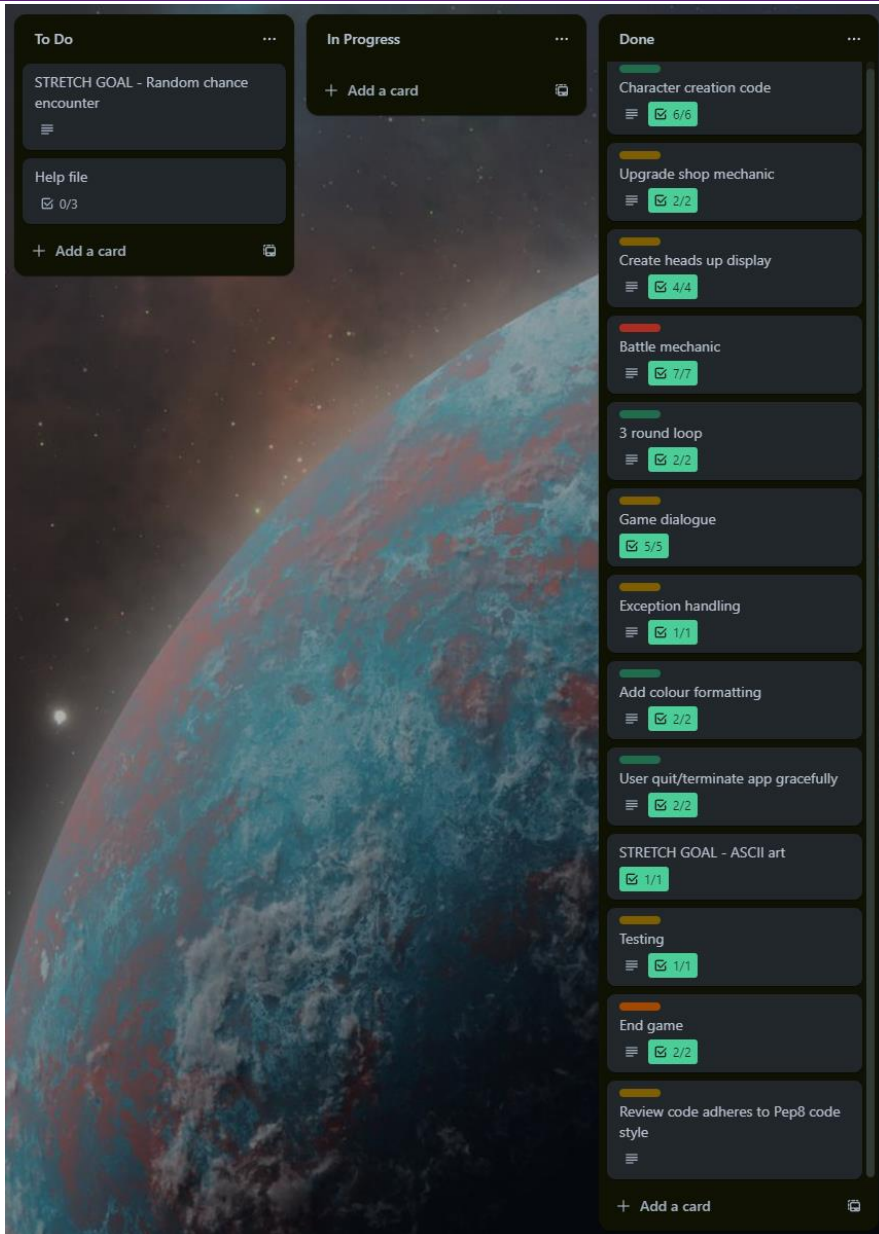 To Do
STRETCH GOAL - Random chance
encounter
Help file
0/3
+ Add a card
In Progress
+ Add a card
Done
Character creation code
6/6
Upgrade shop mechanic
2/2
Create heads up display
4/4
Battle mechanic
7/7
3 round loop
2/2
Game dialogue
5/5
Exception handling
1/1
Add colour formatting
2/2
User quit/terminate app gracefully
2/2
STRETCH GOAL - ASCII art
1/1
Testing
1/1
End game
2/2
Review code adheres to Pep8 code
style
+ Add a card